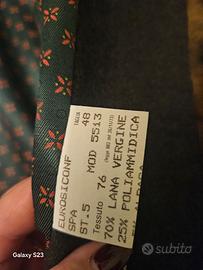 TAGLIA 48
MOD 5513
EUROSICONF
SPA
ST.5
Tessuto 76
70% LANA VERGINE
25% POLIAMMIDICA
Galaxy S23
subito